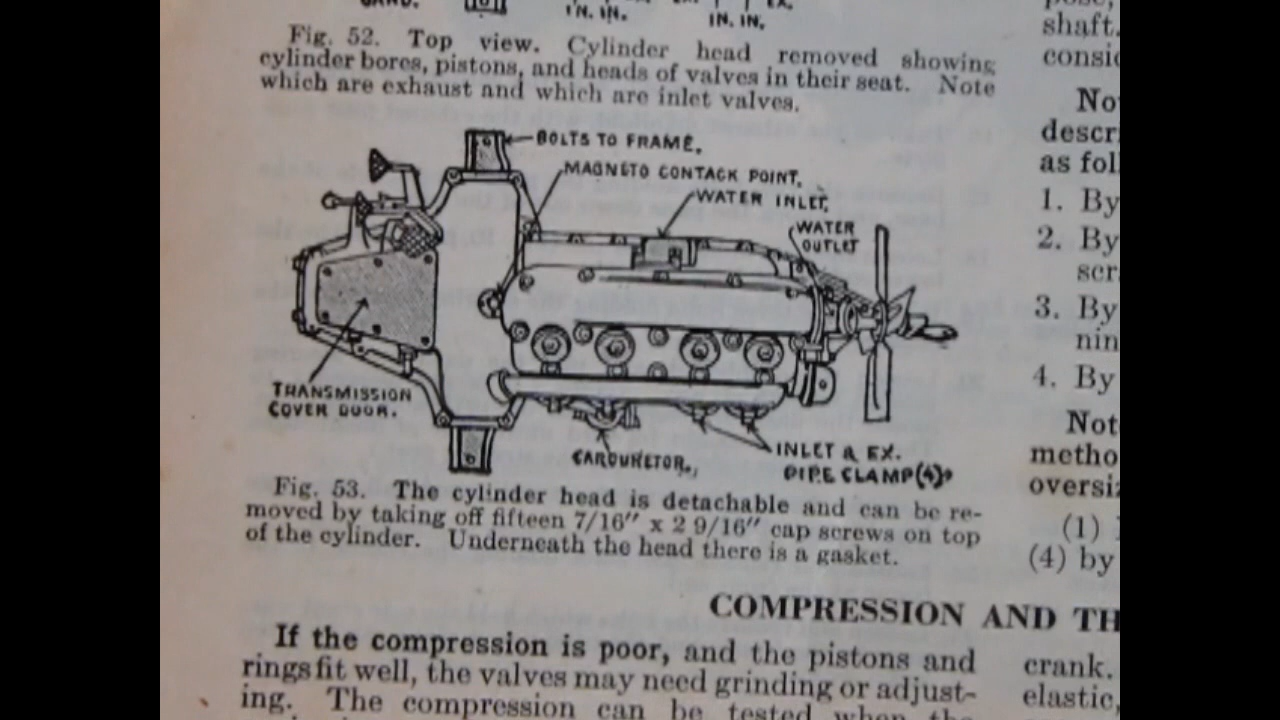 IN. IN.
IN. IN.
Fig. 52. Top view. Cylinder head removed showing
cylinder bores, pistons, and heads of valves in their seat. Note
which are exhaust and which are inlet valves.
BOLTS TO FRAME.
MAGNETO CONTACK POINT.
WATER INLET.
WATER
OUTLET
TRANSMISSION
COVER DOOR.
CARBURETOR.
INLET & EX.
PIPE CLAMP (4)
Fig. 53. The cylinder head is detachable and can be re-
moved by taking off fifteen 7/16" x 2 9/16" cap screws on top
of the cylinder. Underneath the head there is a gasket.
COMPRESSION AND TH
If the compression is poor, and the pistons and
rings fit well, the valves may need grinding or adjust-
ing. The compression can be tested when the
shaft.
consid
Not
descr
as fol
1. By
2. By
scr
3. By
nin
4. By
Not
metho
oversiz
(1)
(4) by
crank.
elastic,